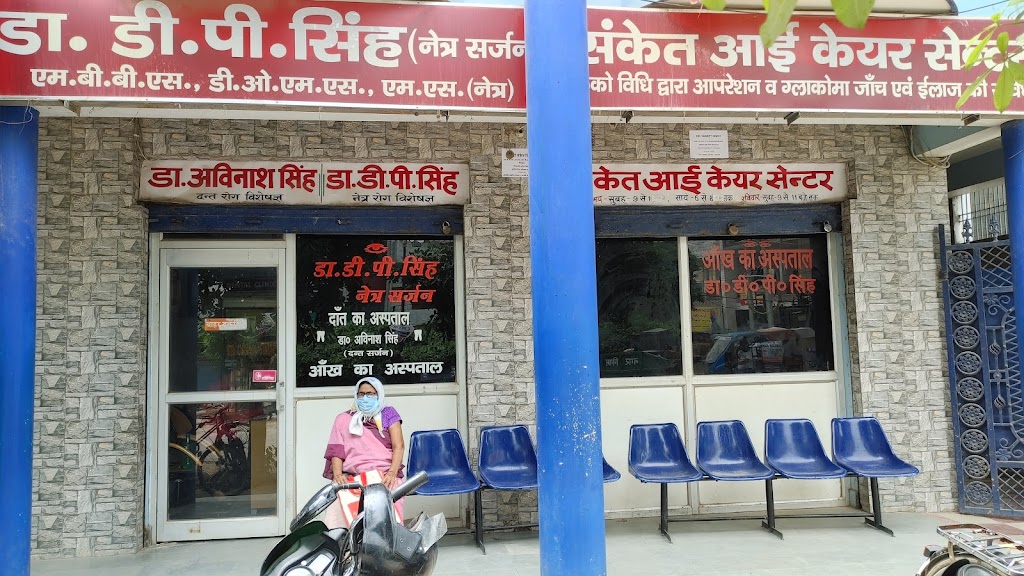 डा. डी.पी.सिंह (नेत्र सर्जन
एम.बी.बी.एस., डी.ओ.एम.एस., एम.एस.(नेत्र)
संकेत आई केयर सेन्टर
को विधि द्वारा आपरेशन व ग्लाकोमा जाँच एवं ईलाज की
डा.अविनाश सिंह
दन्त रोग विशेषज्ञ
डा.डी.पी.सिंह
नेत्र रोग विशेषज्ञ
केत आई केयर सेन्टर
डा.डी.पी.सिंह
नेत्र सर्जन
दाँत का अस्पताल
" डा० अविनाश सिंह "
(दन्त सर्जन)
आँख का अस्पताल
आँख का अस्पताल
डा० डी० पी० सिंह